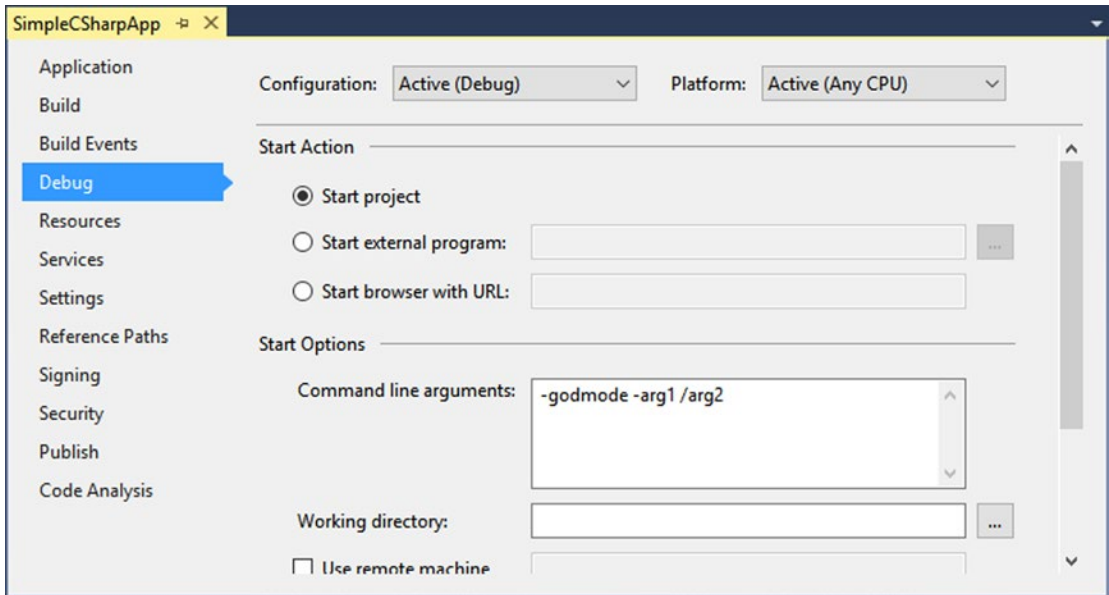 SimpleCSharpApp
Application
Build
Build Events
Debug
Resources
Services
Settings
Reference Paths
Signing
Security
Publish
Code Analysis
Configuration: Active (Debug) Platform: Active (Any CPU)
Start Action
Start project
Start external program: ...
Start browser with URL:
Start Options
Command line arguments: -godmode -arg1 /arg2
Working directory: ...
Use remote machine